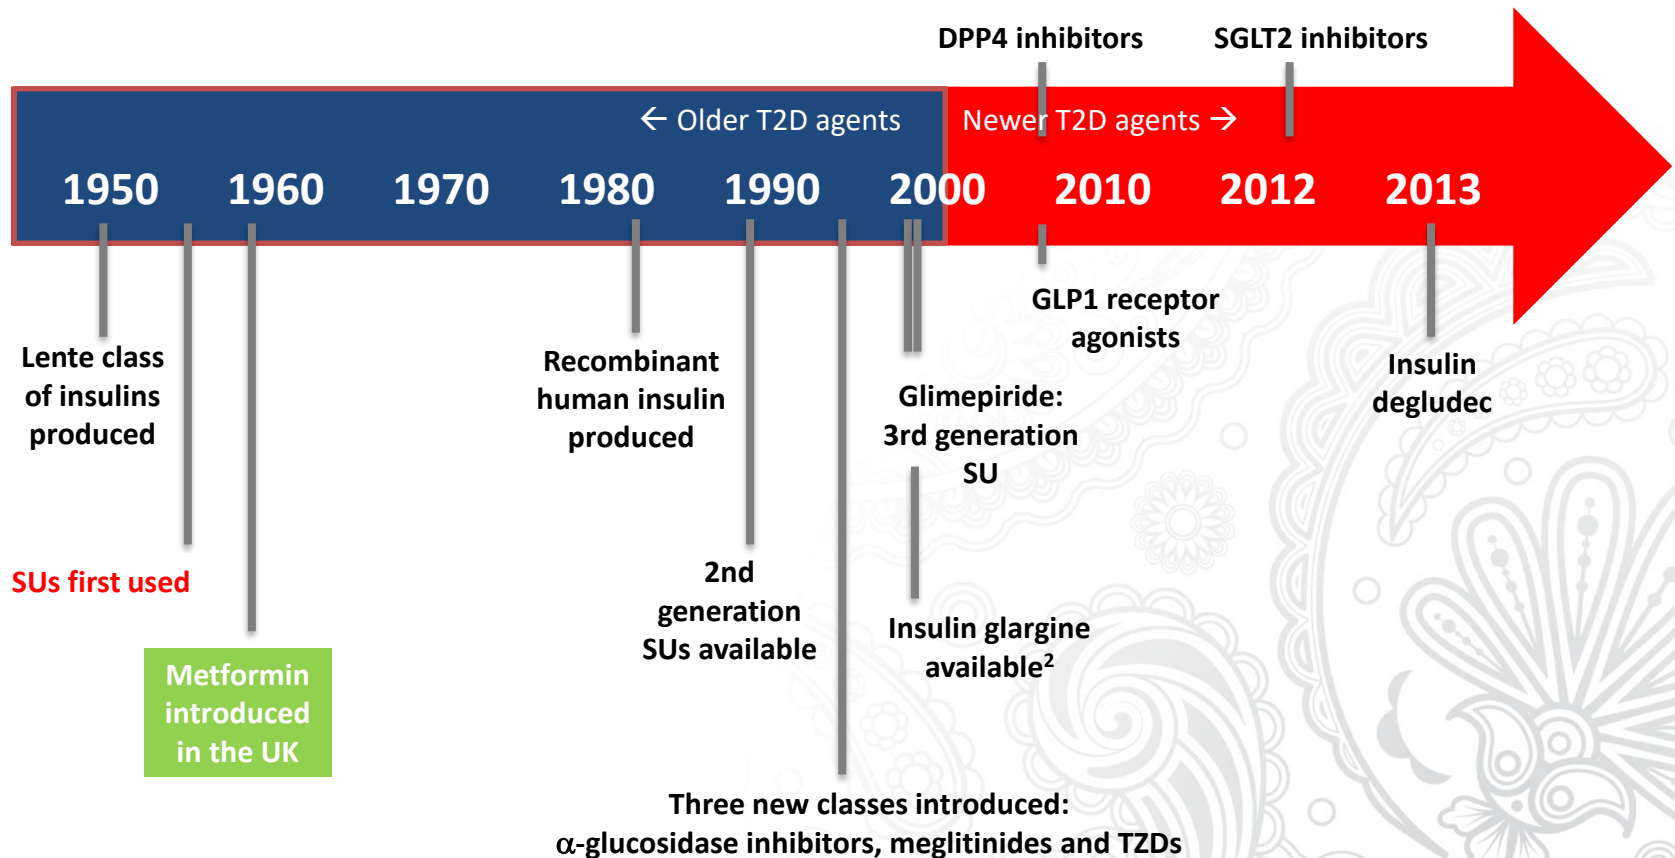 DPP4 inhibitors
SGLT2 inhibitors
← Older T2D agents
Newer T2D agents →
1950
1960
1970
1980
1990
2000
2010
2012
2013
Lente class
of insulins
produced
SUs first used
Metformin
introduced
in the UK
Recombinant
human insulin
produced
2nd
generation
SUs available
Three new classes introduced:
α-glucosidase inhibitors, meglitinides and TZDs
Glimepiride:
3rd generation
SU
Insulin glargine
available²
GLP1 receptor
agonists
Insulin
degludec